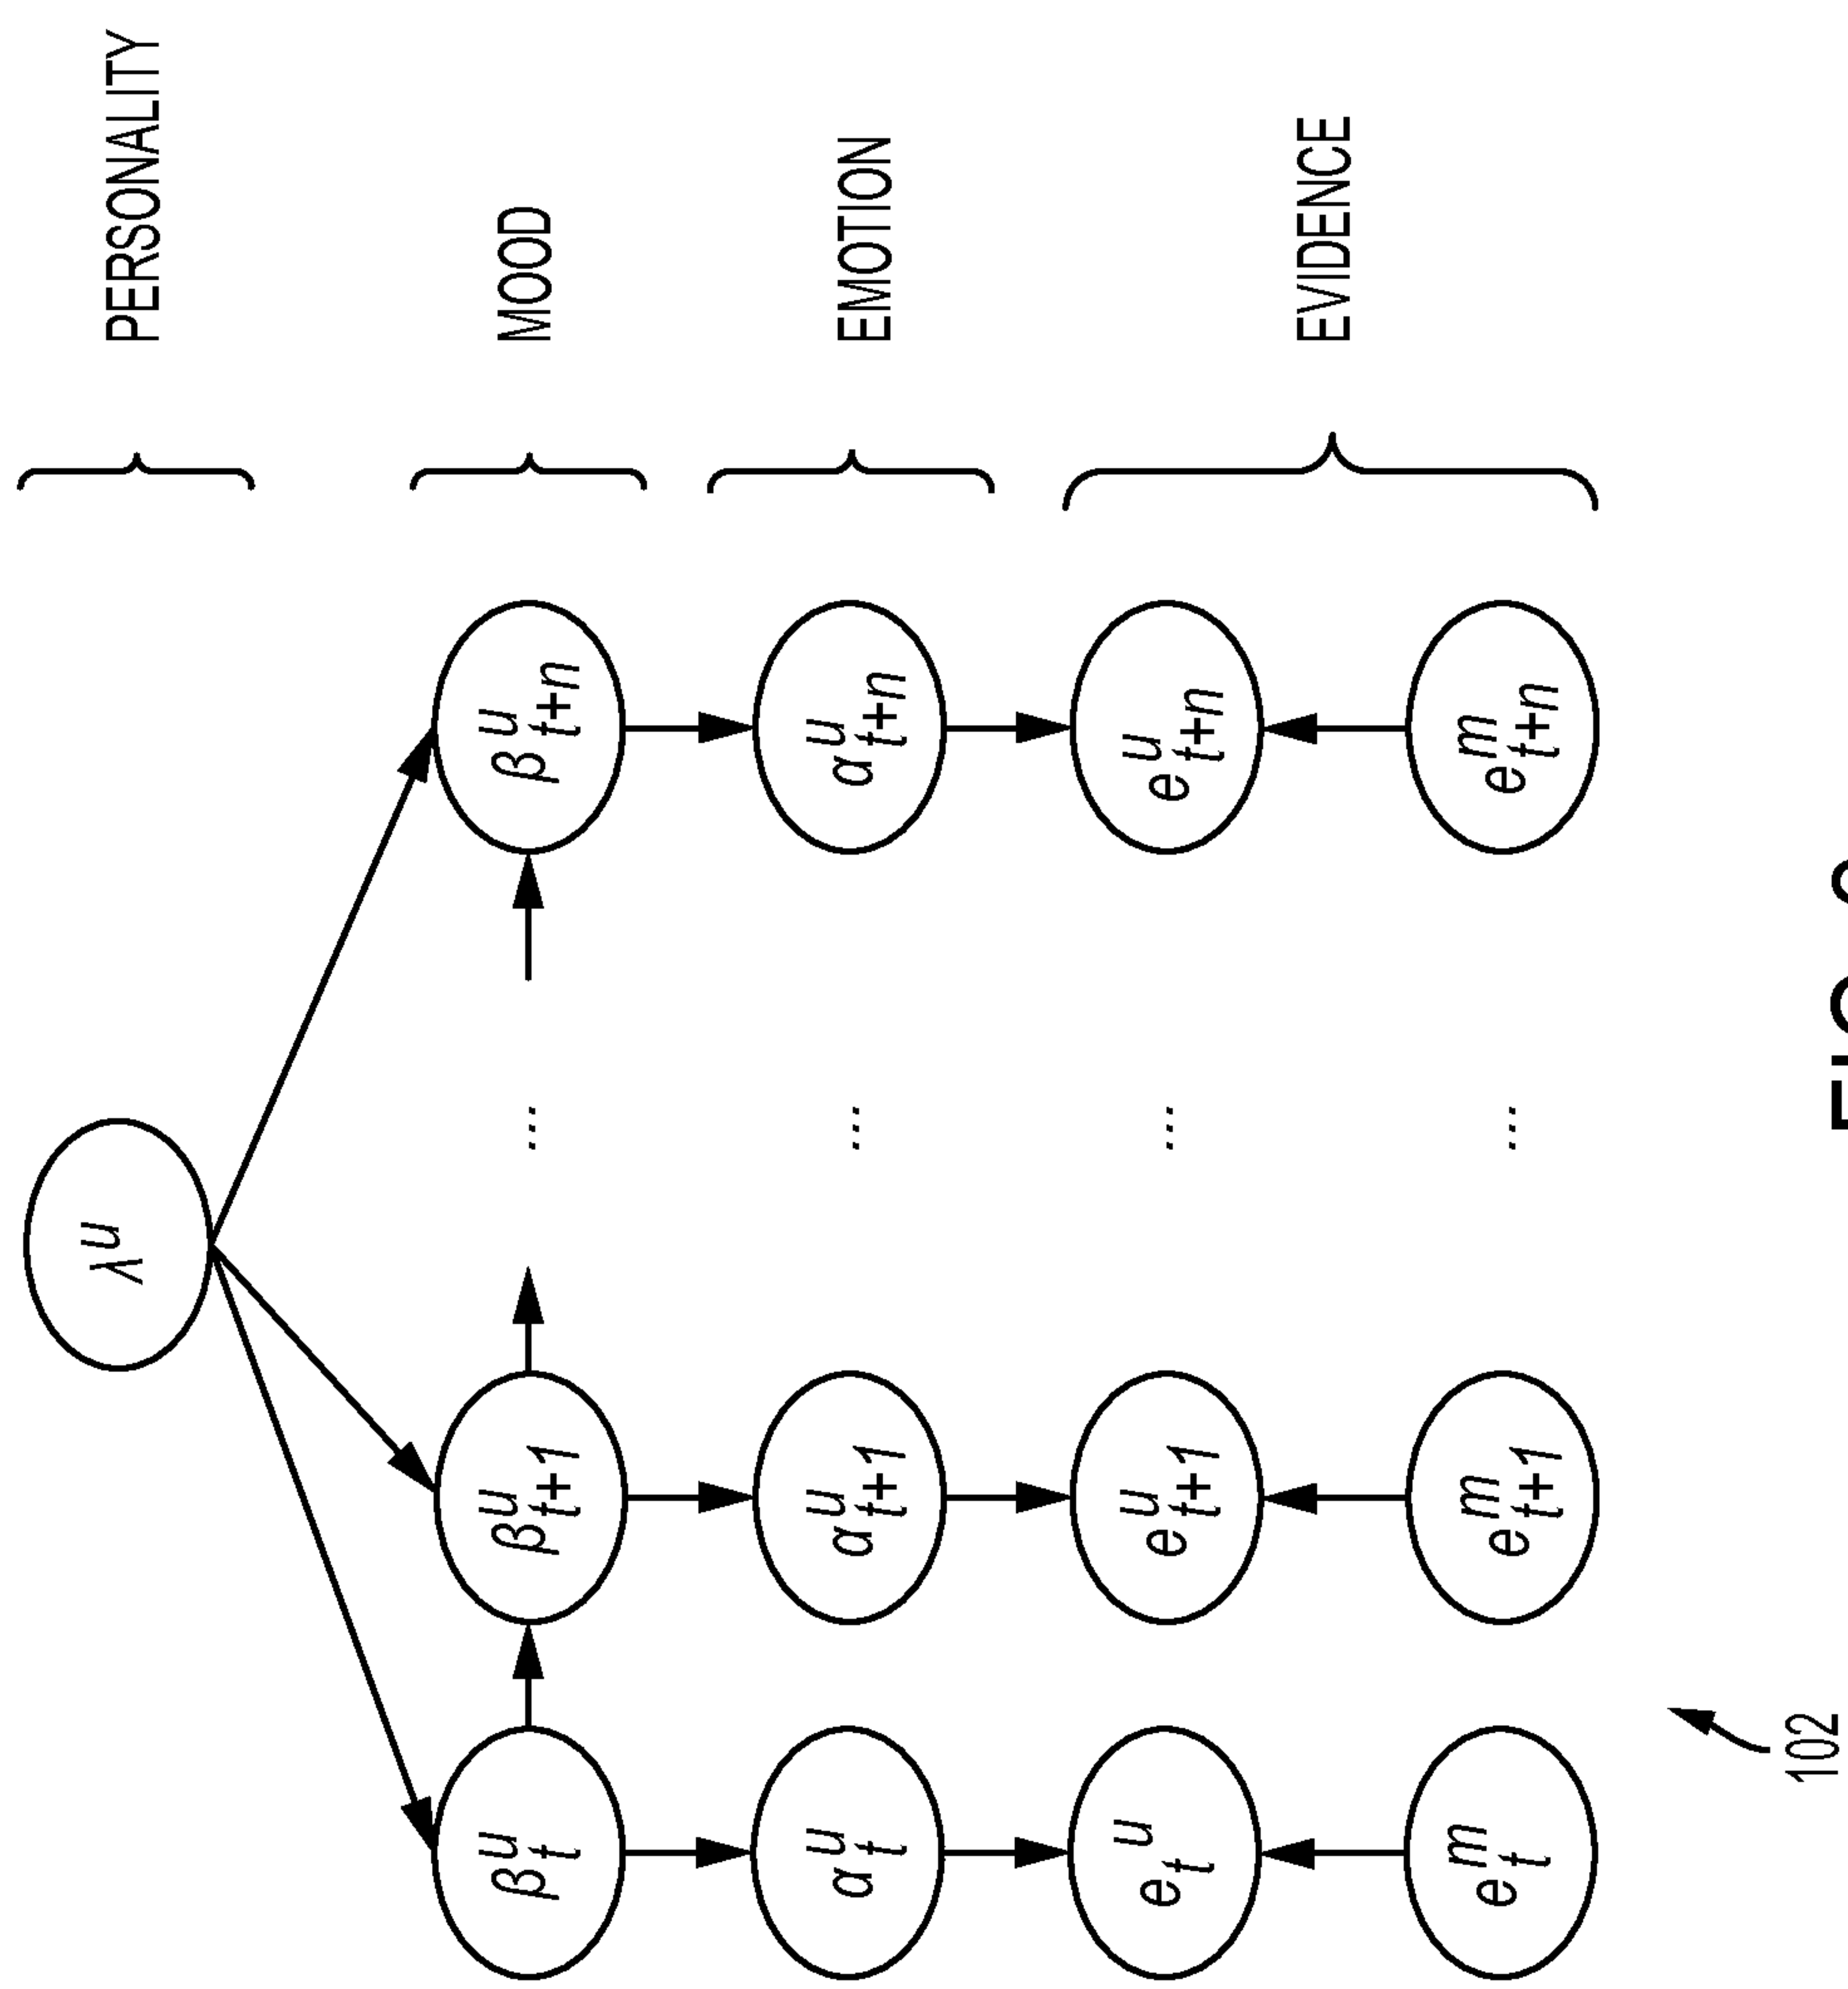 λ^u
PERSONALITY
β^u_t
β^u_{t+1}
...
β^u_{t+n}
MOOD
α^u_t
α^u_{t+1}
...
α^u_{t+n}
EMOTION
e^u_t
e^u_{t+1}
...
e^u_{t+n}
EVIDENCE
e^m_t
e^m_{t+1}
...
e^m_{t+n}
102